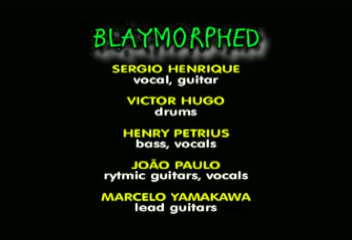 BLAYMORPHED
SERGIO HENRIQUE
vocal, guitar
VICTOR HUGO
drums
HENRY PETRIUS
bass, vocals
JOÃO PAULO
rytmic guitars, vocals
MARCELO YAMAKAWA
lead guitars